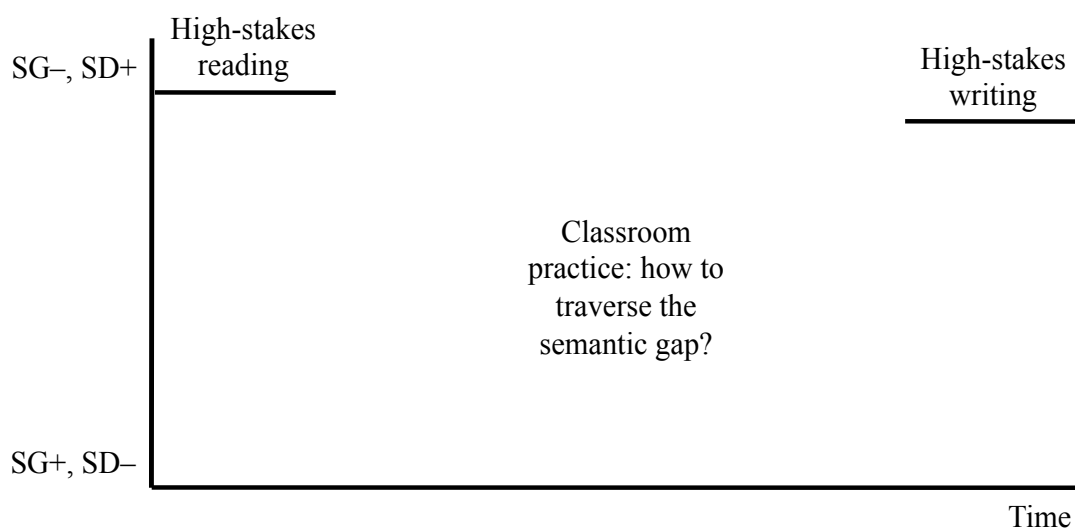 High-stakes
reading
SG–, SD+
High-stakes
writing
Classroom
practice: how to
traverse the
semantic gap?
SG+, SD–
Time